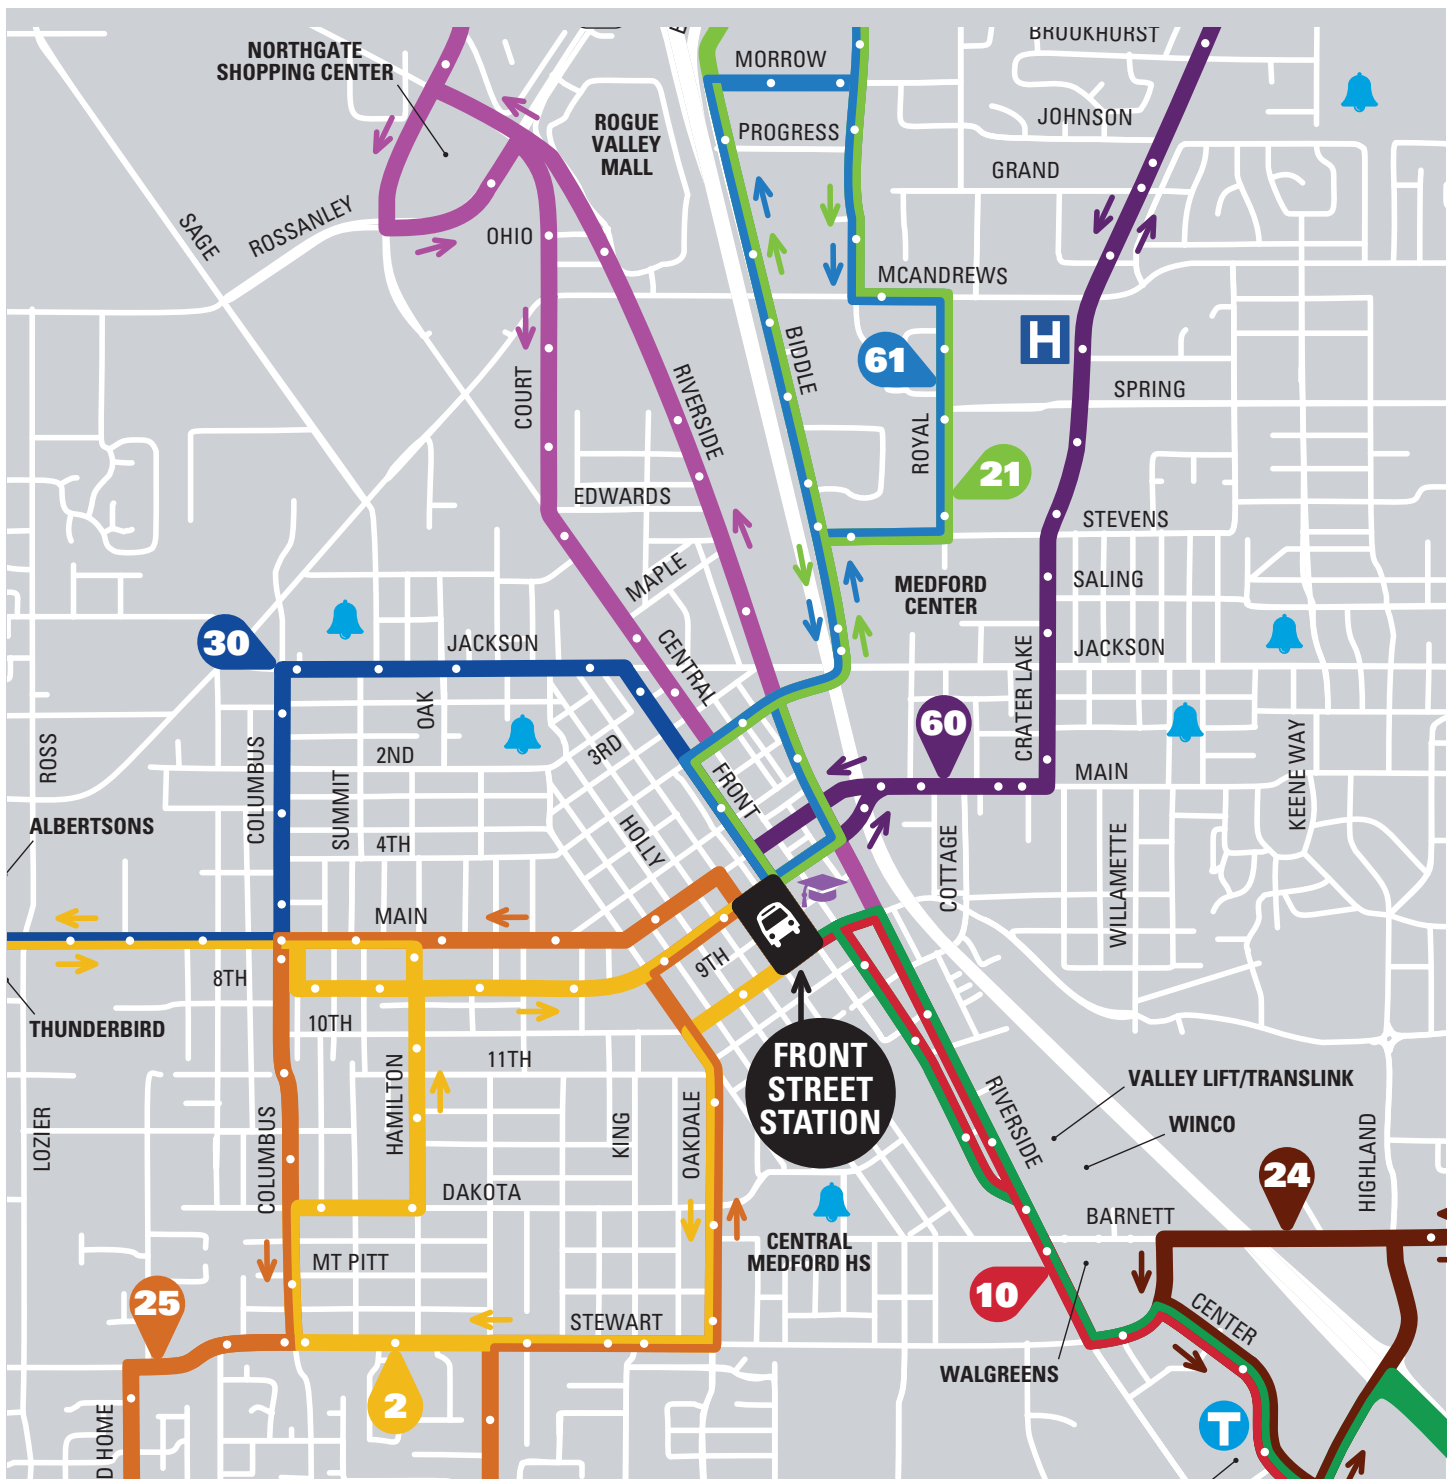 BROOKHURST
NORTHGATE
SHOPPING CENTER
MORROW
JOHNSON
ROGUE
VALLEY
MALL
PROGRESS
GRAND
SAGE
ROSSANLEY
OHIO
MCANDREWS
H
BIDDLE
61
COURT
RIVERSIDE
SPRING
ROYAL
21
EDWARDS
STEVENS
MAPLE
SALING
MEDFORD
CENTER
30
JACKSON
CENTRAL
JACKSON
CRATER LAKE
OAK
60
ROSS
COLUMBUS
2ND
3RD
FRONT
MAIN
KEENE WAY
SUMMIT
ALBERTSONS
4TH
HOLLY
COTTAGE
WILLAMETTE
MAIN
8TH
9TH
THUNDERBIRD
10TH
11TH
FRONT
STREET
STATION
RIVERSIDE
VALLEY LIFT/TRANSLINK
WINCO
LOZIER
COLUMBUS
HAMILTON
KING
OAKDALE
HIGHLAND
24
DAKOTA
BARNETT
CENTRAL
MEDFORD HS
MT PITT
25
10
CENTER
STEWART
WALGREENS
2
D HOME
T